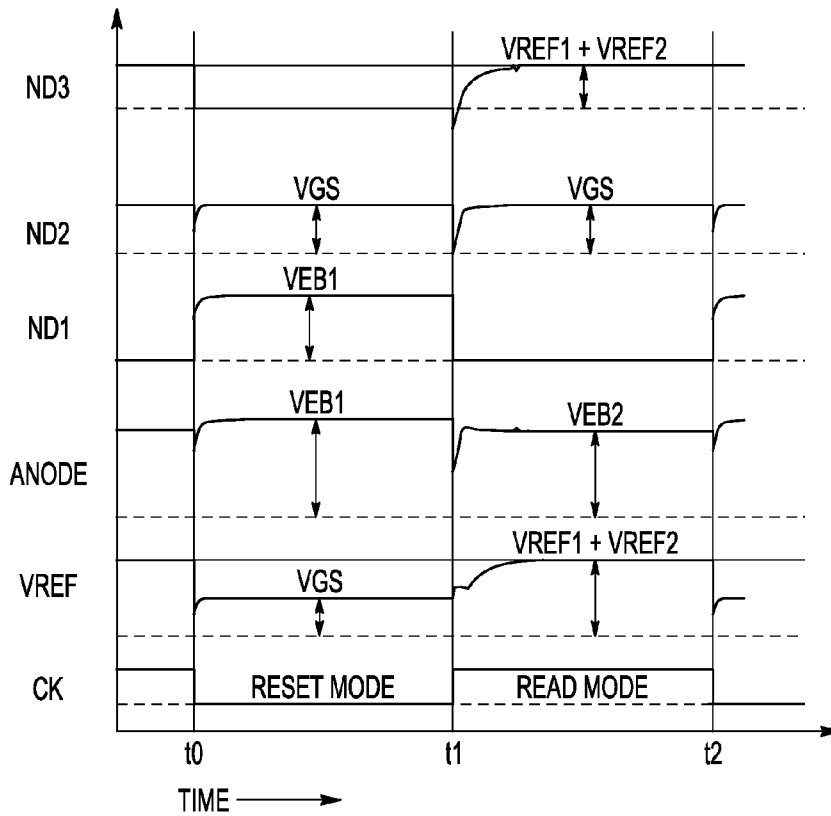 VREF1 + VREF2
ND3
VGS VGS
ND2
VEB1
ND1
VEB1 VEB2
ANODE
VREF1 + VREF2
VREF
VGS
CK RESET MODE READ MODE
t0 t1 t2
TIME